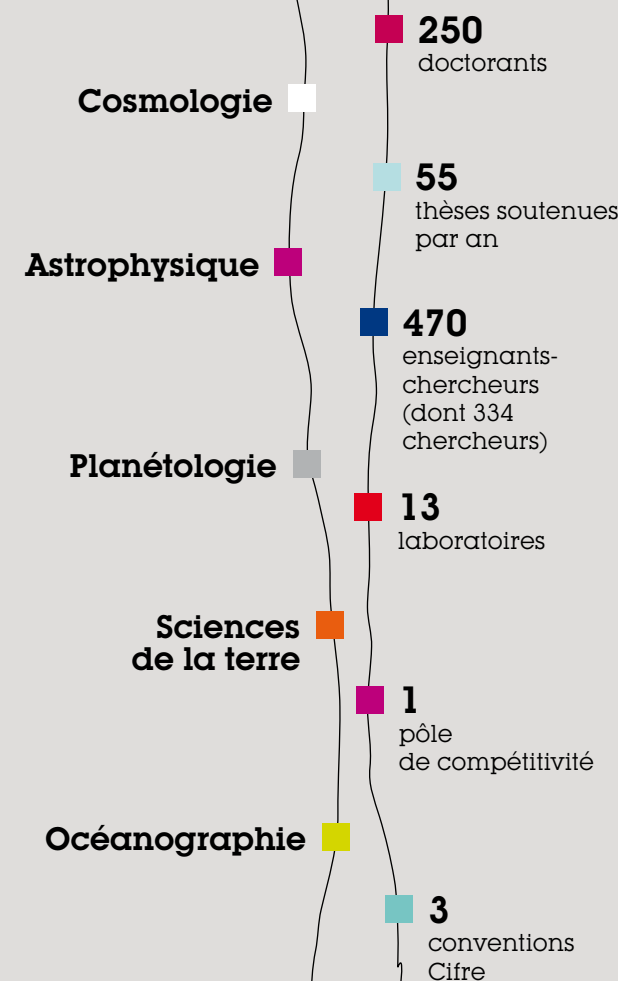 Cosmologie
Astrophysique
Planétologie
Sciences
de la terre
Océanographie
250
doctorants
55
thèses soutenues
par an
470
enseignants-
chercheurs
(dont 334
chercheurs)
13
laboratoires
1
pôle
de compétitivité
3
conventions
Cifre